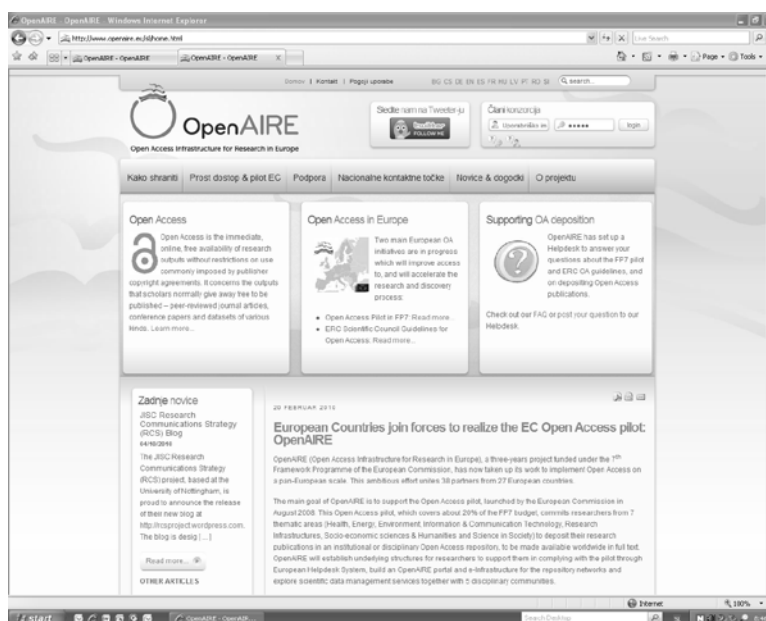 OpenAIRE - OpenAIRE - Windows Internet Explorer
http://www.openaire.eu/sl/home.html
Live Search
OpenAIRE - OpenAIRE
OpenAIRE - OpenAIRE
Page
Tools
Domov | Kontakt | Pogoji uporabe
BG CS DE EN ES FR HU LV PT RO SI
search...
OpenAIRE
Open Access Infrastructure for Research in Europe
Sledite nam na Tweeter-ju
twitter
FOLLOW ME
Člani konzorcija
login
Kako shraniti
Prost dostop & pilot EC
Podpora
Nacionalne kontaktne točke
Novice & dogodki
O projektu
Open Access
Open Access is the immediate,
online, free availability of research
outputs without restrictions on use
commonly imposed by publisher
copyright agreements. It concerns the outputs
that scholars normally give away free to be
published – peer-reviewed journal articles,
conference papers and datasets of various
kinds. Learn more...
Open Access in Europe
Two main European OA
initiatives are in progress
which will improve access
to, and will accelerate the
research and discovery
process:
• Open Access Pilot in FP7: Read more...
• ERC Scientific Council Guidelines for
Open Access. Read more...
Supporting OA deposition
OpenAIRE has set up a
Helpdesk to answer your
questions about the FP7 pilot
and ERC OA guidelines, and
on depositing Open Access
publications.
Check out our FAQ or post your question to our
Helpdesk.
Zadnje novice
JISC Research
Communications Strategy
(RCS) Blog
04/10/2010
The JISC Research
Communications Strategy
(RCS) project, based at the
University of Nottingham, is
proud to announce the release
of their new blog at
http://rcsproject.wordpress.com.
The blog is desig [...]
Read more...
OTHER ARTICLES
20 FEBRUAR 2010
European Countries join forces to realize the EC Open Access pilot:
OpenAIRE
OpenAIRE (Open Access Infrastructure for Research in Europe), a three-years project funded under the 7th
Framework Programme of the European Commission, has now taken up its work to implement Open Access on
a pan-European scale. This ambitious effort unites 38 partners from 27 European countries.
The main goal of OpenAIRE is to support the Open Access pilot, launched by the European Commission in
August 2008. This Open Access pilot, which covers about 20% of the FP7 budget, commits researchers from 7
thematic areas (Health, Energy, Environment, Information & Communication Technology, Research
Infrastructures, Socio-economic sciences & Humanities and Science in Society) to deposit their research
publications in an institutional or disciplinary Open Access repository, to be made available worldwide in full text.
OpenAIRE will establish underlying structures for researchers to support them in complying with the pilot through
European Helpdesk System, build an OpenAIRE portal and e-Infrastructure for the repository networks and
explore scientific data management services together with 5 disciplinary communities.
Internet
100%
start
OpenAIRE - OpenAIR...
Search Desktop